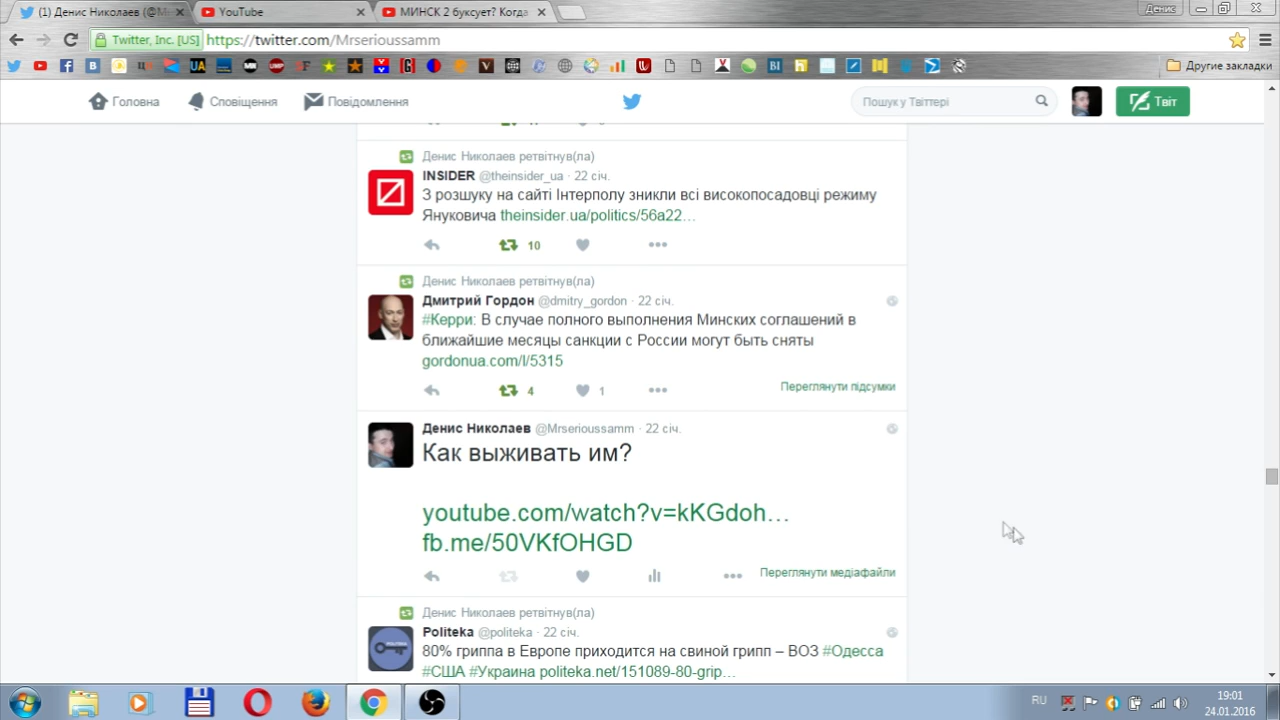 (1) Денис Николаев (@M
YouTube
МИНСК 2 буксует? Когда
Денис
Twitter, Inc. [US]
https://twitter.com/Mrserioussamm
Другие закладки
Головна
Сповіщення
Повідомлення
Пошук у Твіттері
Твіт
Денис Николаев ретвітнув(ла)
INSIDER @theinsider_ua · 22 січ.
З розшуку на сайті Інтерполу зникли всі високопосадовці режиму
Януковича theinsider.ua/politics/56a22…
10
Денис Николаев ретвітнув(ла)
Дмитрий Гордон @dmitry_gordon · 22 січ.
#Керри: В случае полного выполнения Минских соглашений в
ближайшие месяцы санкции с России могут быть сняты
gordonua.com/l/5315
4 1
Переглянути підсумки
Денис Николаев @Mrserioussamm · 22 січ.
Как выживать им?
youtube.com/watch?v=kKGdoh…
fb.me/50VKfOHGD
Переглянути медіафайли
Денис Николаев ретвітнув(ла)
Politeka @politeka · 22 січ.
80% гриппа в Европе приходится на свиной грипп – ВОЗ #Одесса
#США #Украина politeka.net/151089-80-grip…
RU
19:01
24.01.2016